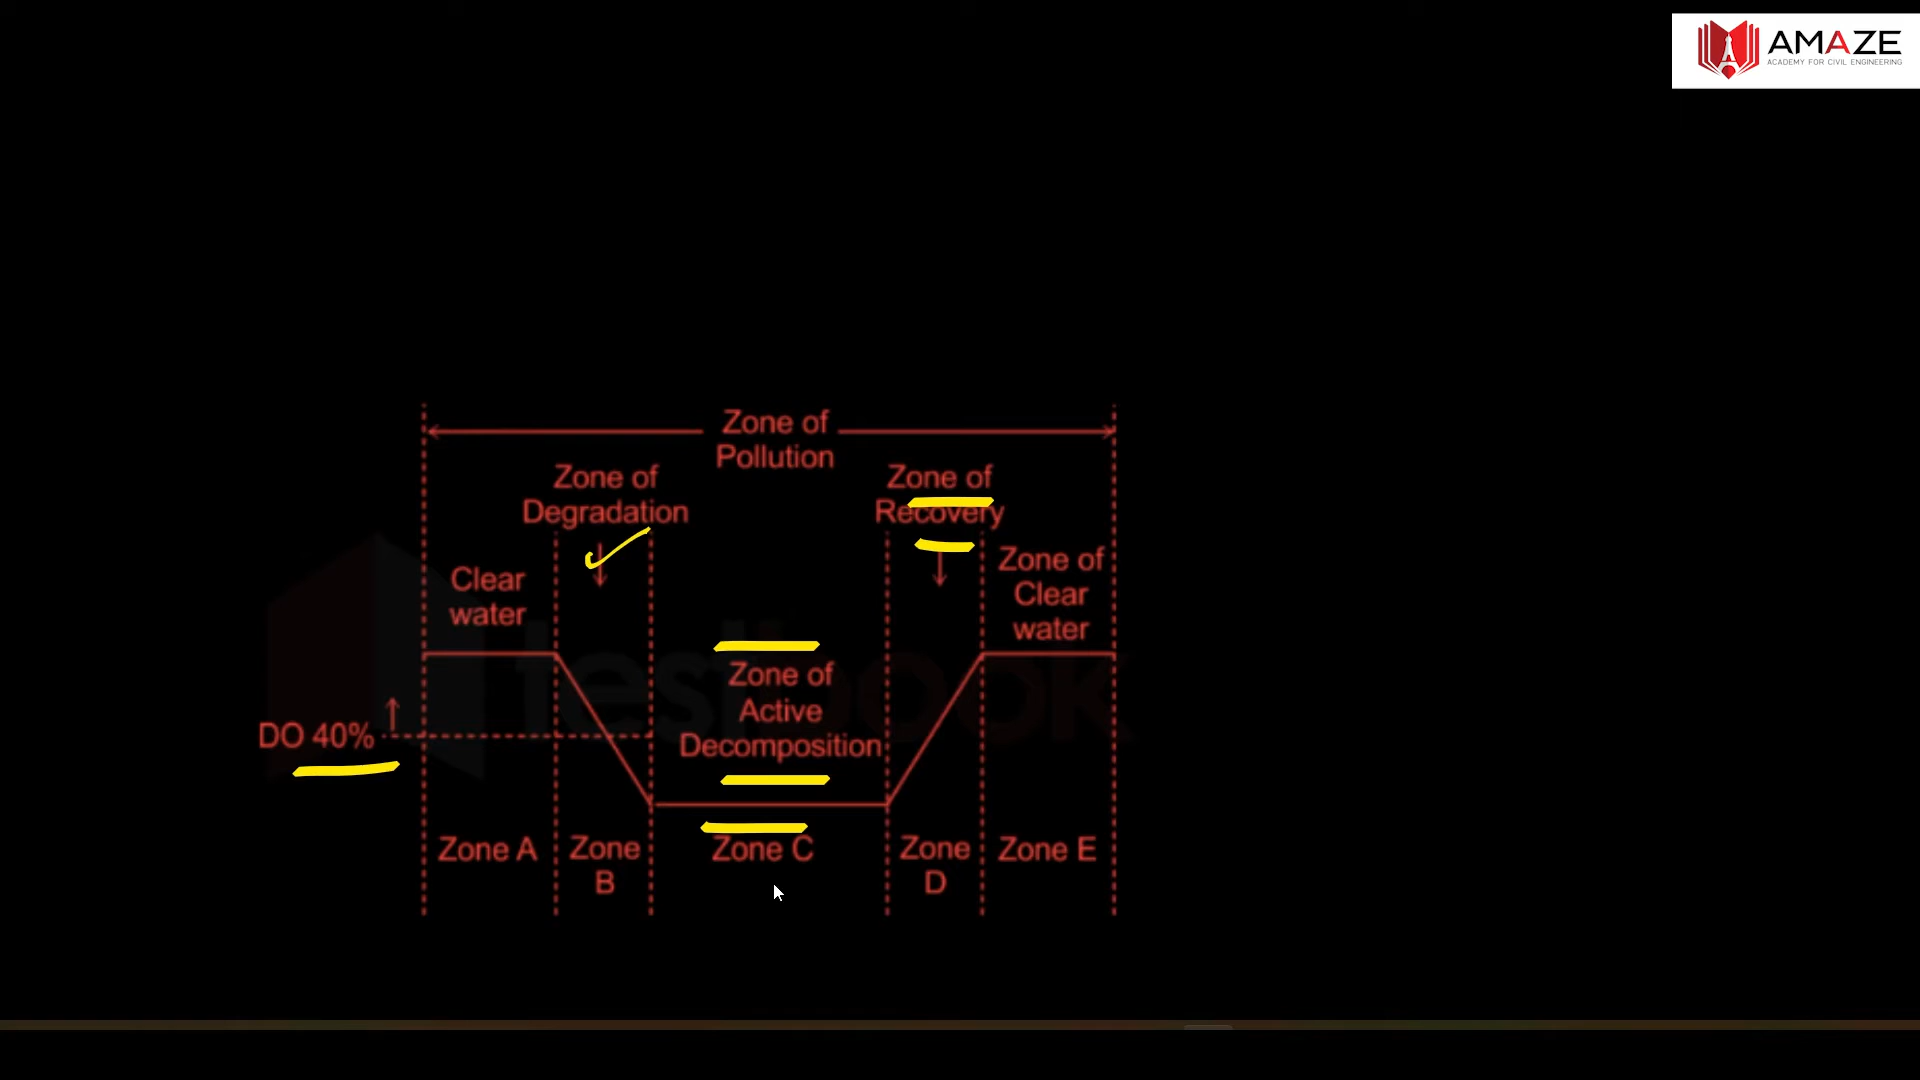 AMAZE
ACADEMY FOR CIVIL ENGINEERING
Zone of
Pollution
Zone of
Degradation
Zone of
Recovery
Clear
water
Zone of
Clear
water
testbook
Zone of
Active
Decomposition
DO 40%
Zone A
Zone
B
Zone C
Zone
D
Zone E